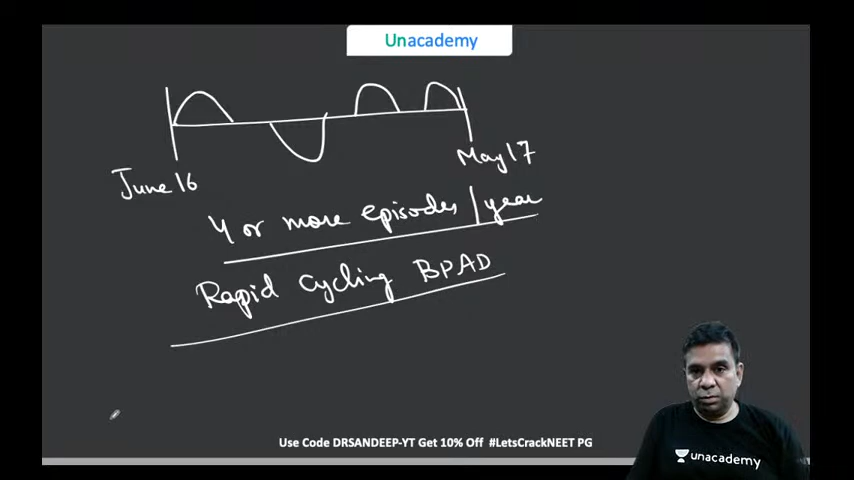 Unacademy
June 16
May 17
4 or more episodes / year
Rapid Cycling BPAD
Use Code DRSANDEEP-YT Get 10% Off #LetsCrackNEET PG
unacademy